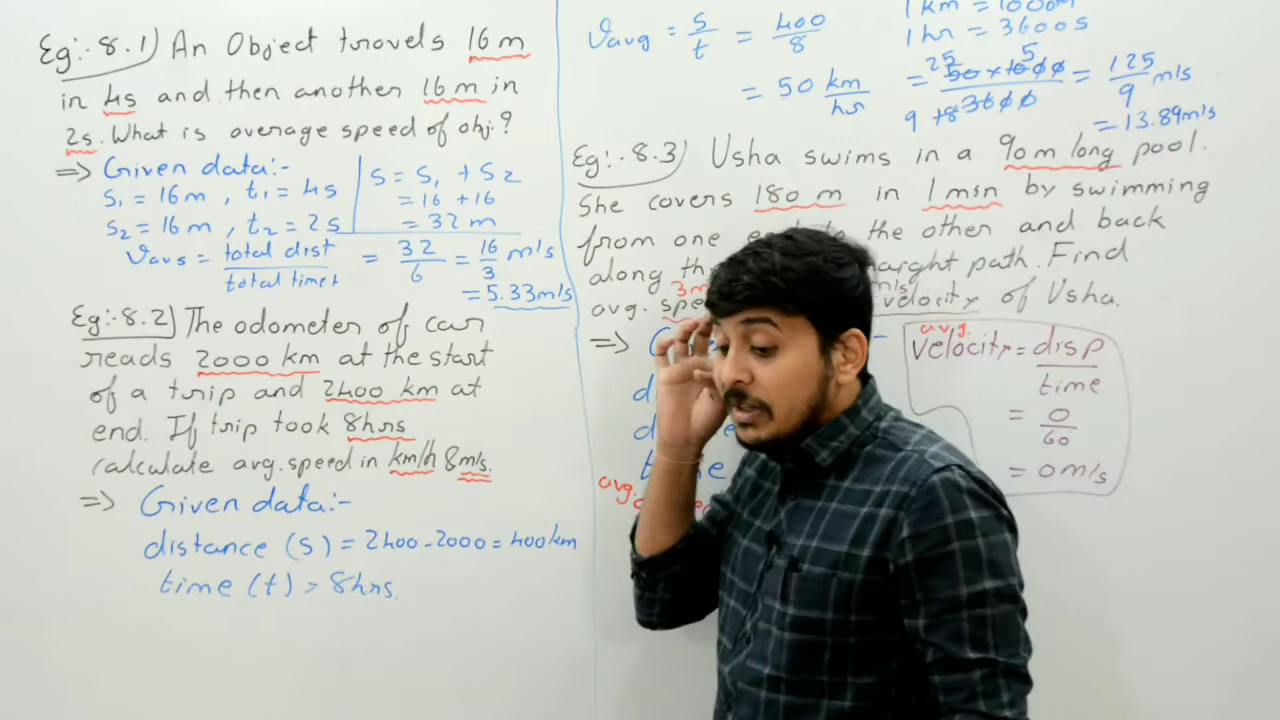 Eg:-8.1) An Object travels 16 m
in 4s and then another 16 m in
2s. What is average speed of obj?
=> Given data:-
S1 = 16 m, t1 = 4s
S2 = 16 m, t2 = 2s
S = S1 + S2
= 16 + 16
= 32 m
Vavg = total dist / total time = 32/6 = 16/3 m/s
= 5.33 m/s
Eg:-8.2) The odometer of car
reads 2000 km at the start
of a trip and 2400 km at
end. If trip took 8hrs
calculate avg. speed in km/h & m/s.
=> Given data:-
distance (S) = 2400 - 2000 = 400km
time (t) = 8hrs.
Vavg = S/t = 400/8
= 50 km/hr
1 km = 1000m
1 hr = 3600s
= 125/9 m/s
= 13.89 m/s
Eg:-8.3) Usha swims in a 90m long pool.
She covers 180 m in 1 min by swimming
from one to the other and back
along path. Find
avg. velocity of Usha.
=>
avg.
velocity = disp / time
= 0/60
= 0 m/s
time
avg.